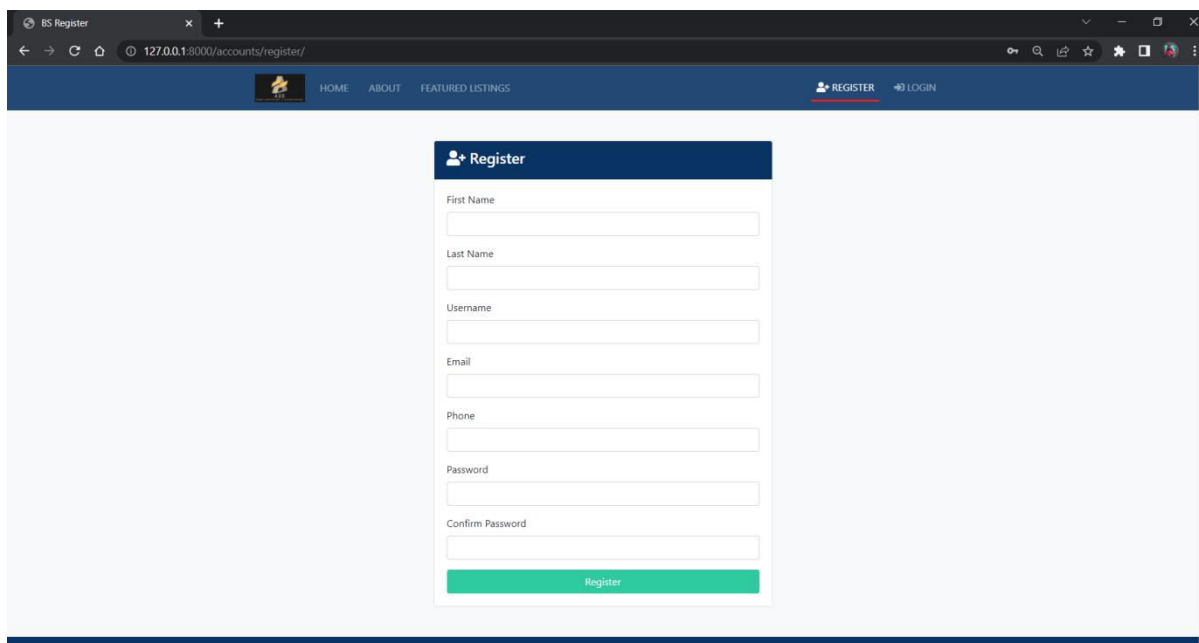 BS Register
127.0.0.1:8000/accounts/register/
HOME ABOUT FEATURED LISTINGS REGISTER LOGIN
Register
First Name
Last Name
Username
Email
Phone
Password
Confirm Password
Register